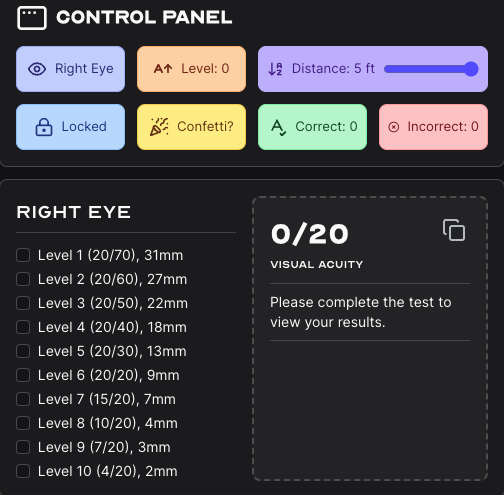 CONTROL PANEL
Right Eye
A↑ Level: 0
Distance: 5 ft
Locked
Confetti?
Correct: 0
Incorrect: 0
RIGHT EYE
Level 1 (20/70), 31mm
Level 2 (20/60), 27mm
Level 3 (20/50), 22mm
Level 4 (20/40), 18mm
Level 5 (20/30), 13mm
Level 6 (20/20), 9mm
Level 7 (15/20), 7mm
Level 8 (10/20), 4mm
Level 9 (7/20), 3mm
Level 10 (4/20), 2mm
0/20
VISUAL ACUITY
Please complete the test to
view your results.